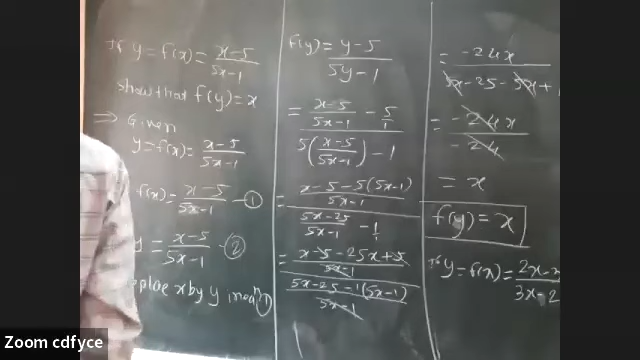 If y = f(x) = x-5 / 5x-1
show that f(y) = x
⇒ Given
y = f(x) = x-5 / 5x-1
f(x) = x-5 / 5x-1 — ①
y = x-5 / 5x-1 — ②
replace x by y in eqn ①
f(y) = y-5 / 5y-1
= (x-5 / 5x-1 - 5/1) / (5(x-5 / 5x-1) - 1)
= (x-5-5(5x-1) / 5x-1) / (5x-25 / 5x-1 - 1/1)
= (x-5-25x+5 / 5x-1) / (5x-25-1(5x-1) / 5x-1)
= -24x / 5x-25-5x+1
= -24x / -24
= x
f(y) = x
If y = f(x) = 2x- / 3x-2
Zoom cdfyce